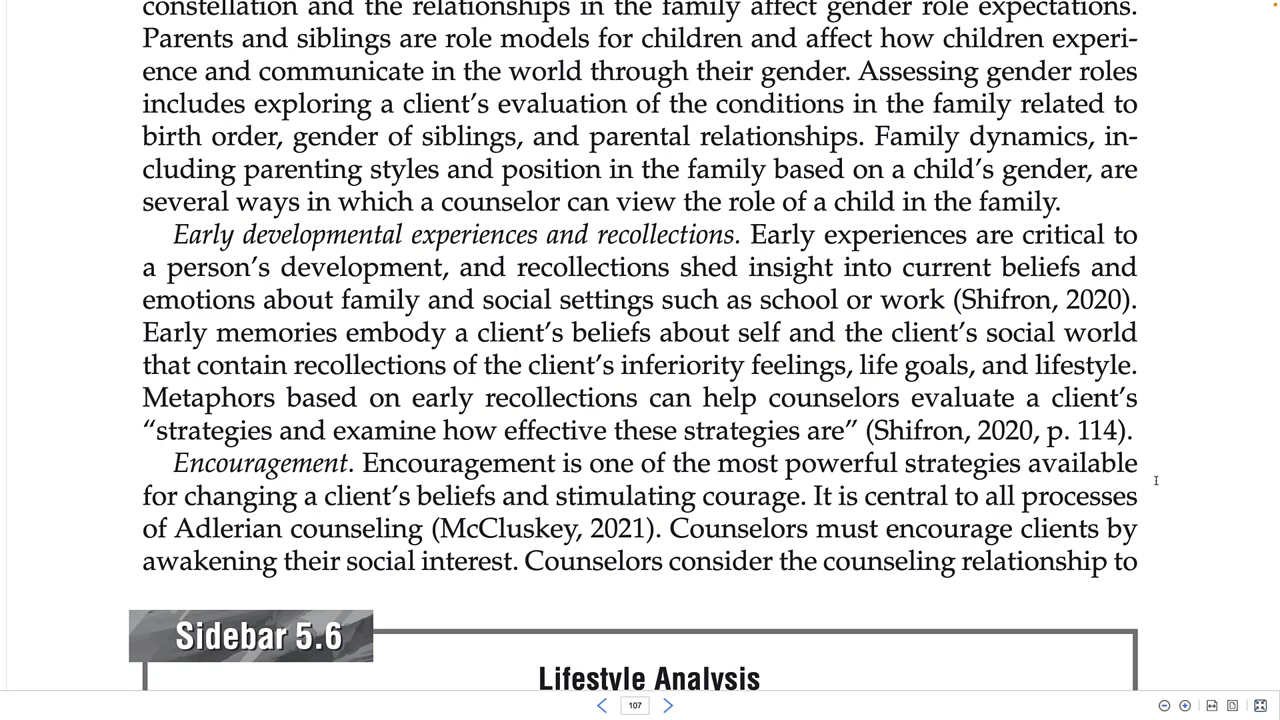 constellation and the relationships in the family affect gender role expectations.
Parents and siblings are role models for children and affect how children experi-
ence and communicate in the world through their gender. Assessing gender roles
includes exploring a client’s evaluation of the conditions in the family related to
birth order, gender of siblings, and parental relationships. Family dynamics, in-
cluding parenting styles and position in the family based on a child’s gender, are
several ways in which a counselor can view the role of a child in the family.
Early developmental experiences and recollections. Early experiences are critical to
a person’s development, and recollections shed insight into current beliefs and
emotions about family and social settings such as school or work (Shifron, 2020).
Early memories embody a client’s beliefs about self and the client’s social world
that contain recollections of the client’s inferiority feelings, life goals, and lifestyle.
Metaphors based on early recollections can help counselors evaluate a client’s
“strategies and examine how effective these strategies are” (Shifron, 2020, p. 114).
Encouragement. Encouragement is one of the most powerful strategies available
for changing a client’s beliefs and stimulating courage. It is central to all processes
of Adlerian counseling (McCluskey, 2021). Counselors must encourage clients by
awakening their social interest. Counselors consider the counseling relationship to
Sidebar 5.6
Lifestyle Analysis
107